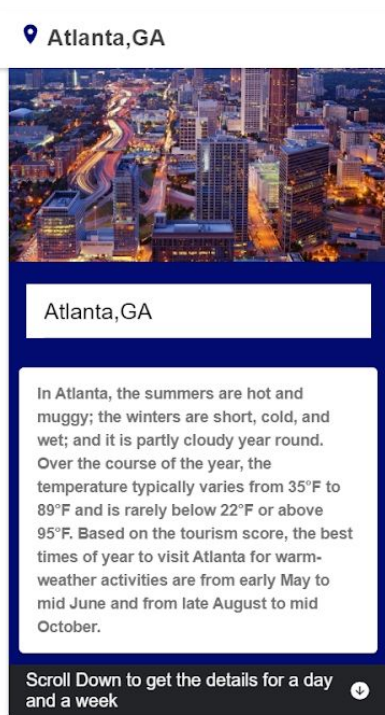 Atlanta,GA
Atlanta,GA
In Atlanta, the summers are hot and
muggy; the winters are short, cold, and
wet; and it is partly cloudy year round.
Over the course of the year, the
temperature typically varies from 35°F to
89°F and is rarely below 22°F or above
95°F. Based on the tourism score, the best
times of year to visit Atlanta for warm-
weather activities are from early May to
mid June and from late August to mid
October.
Scroll Down to get the details for a day
and a week